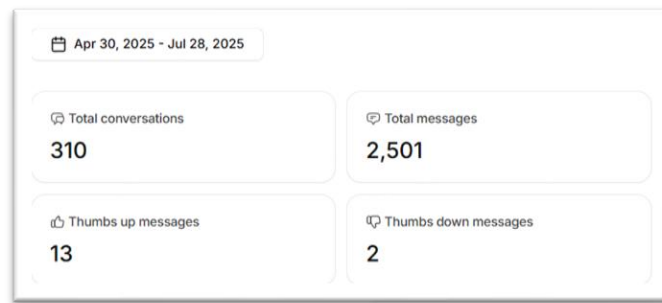 Apr 30, 2025 - Jul 28, 2025
Total conversations
310
Total messages
2,501
Thumbs up messages
13
Thumbs down messages
2